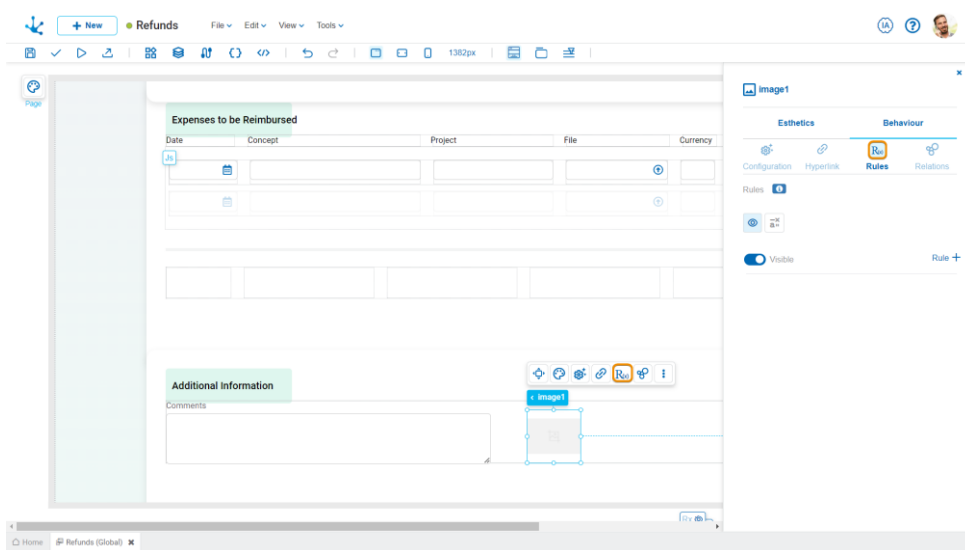 + New
Refunds
File
Edit
View
Tools
IA
?
1382px
Page
image1
Esthetics
Behaviour
Configuration
Hyperlink
Rules
Relations
Rules
Visible
Rule +
Expenses to be Reimbursed
Date
Concept
Project
File
Currency
Js
Additional Information
Comments
image1
Home
Refunds (Global)